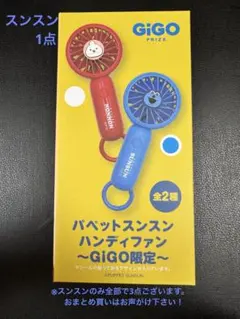 スンスン
1点
GiGO
PRIZE
全2種
パペットスンスン
ハンディファン
〜GiGO限定〜
※スンスンのみ全部で3点ございます。
おまとめ買いはお声がけ下さい！